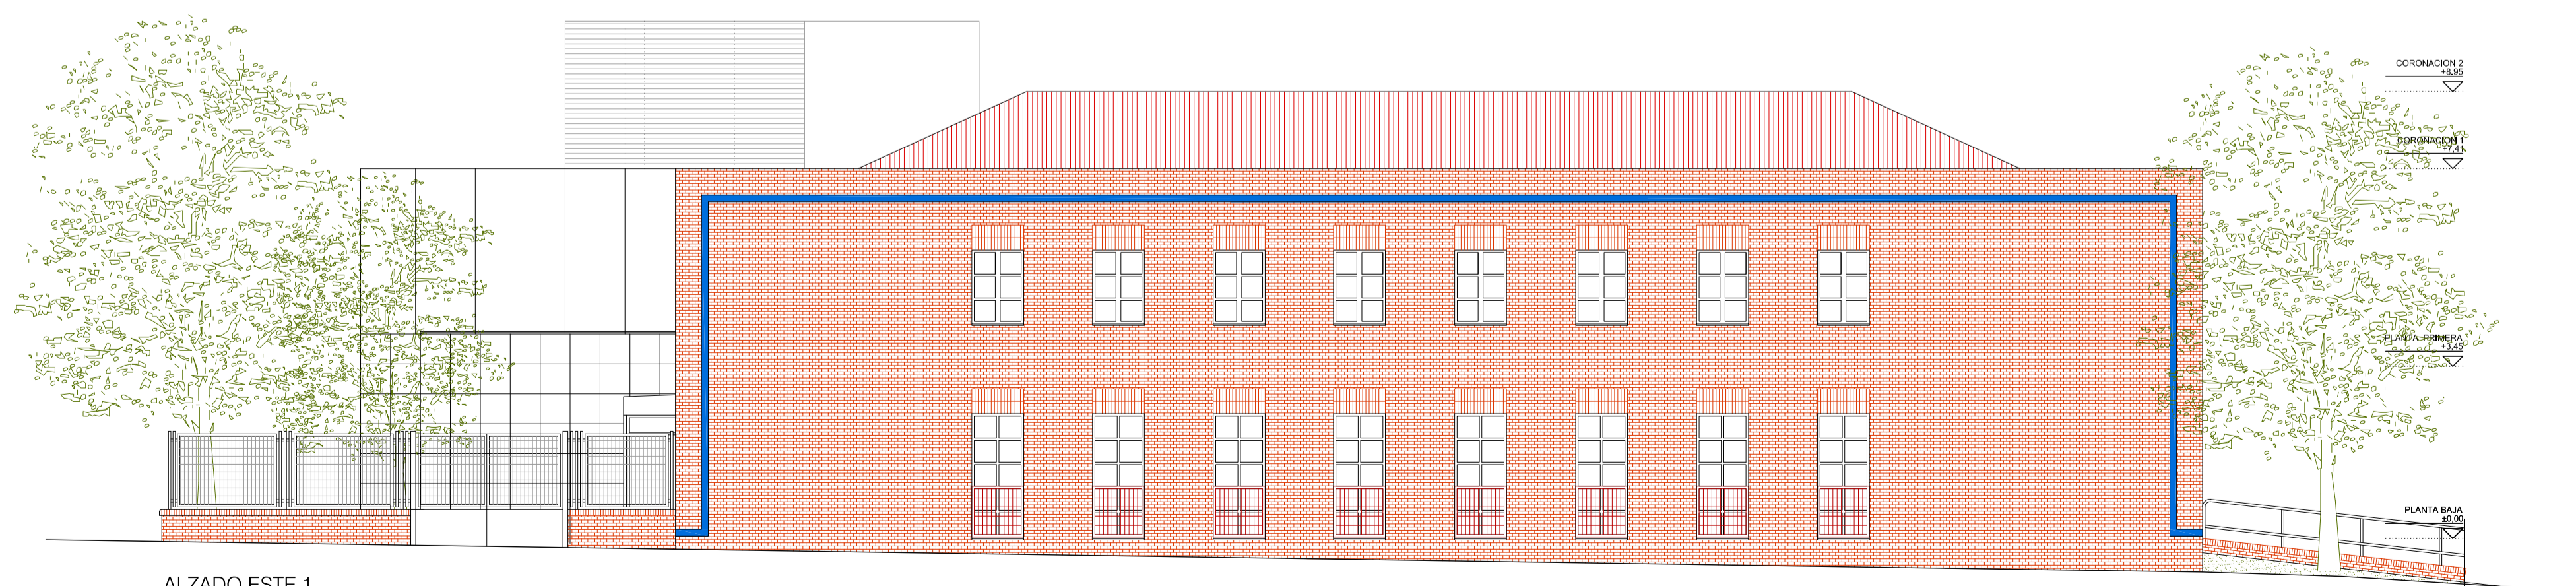 CORONACION 2
+8,95
CORONACION 1
+7,41
PLANTA PRIMERA
+3,45
PLANTA BAJA
±0,00
ALZADO ESTE 1